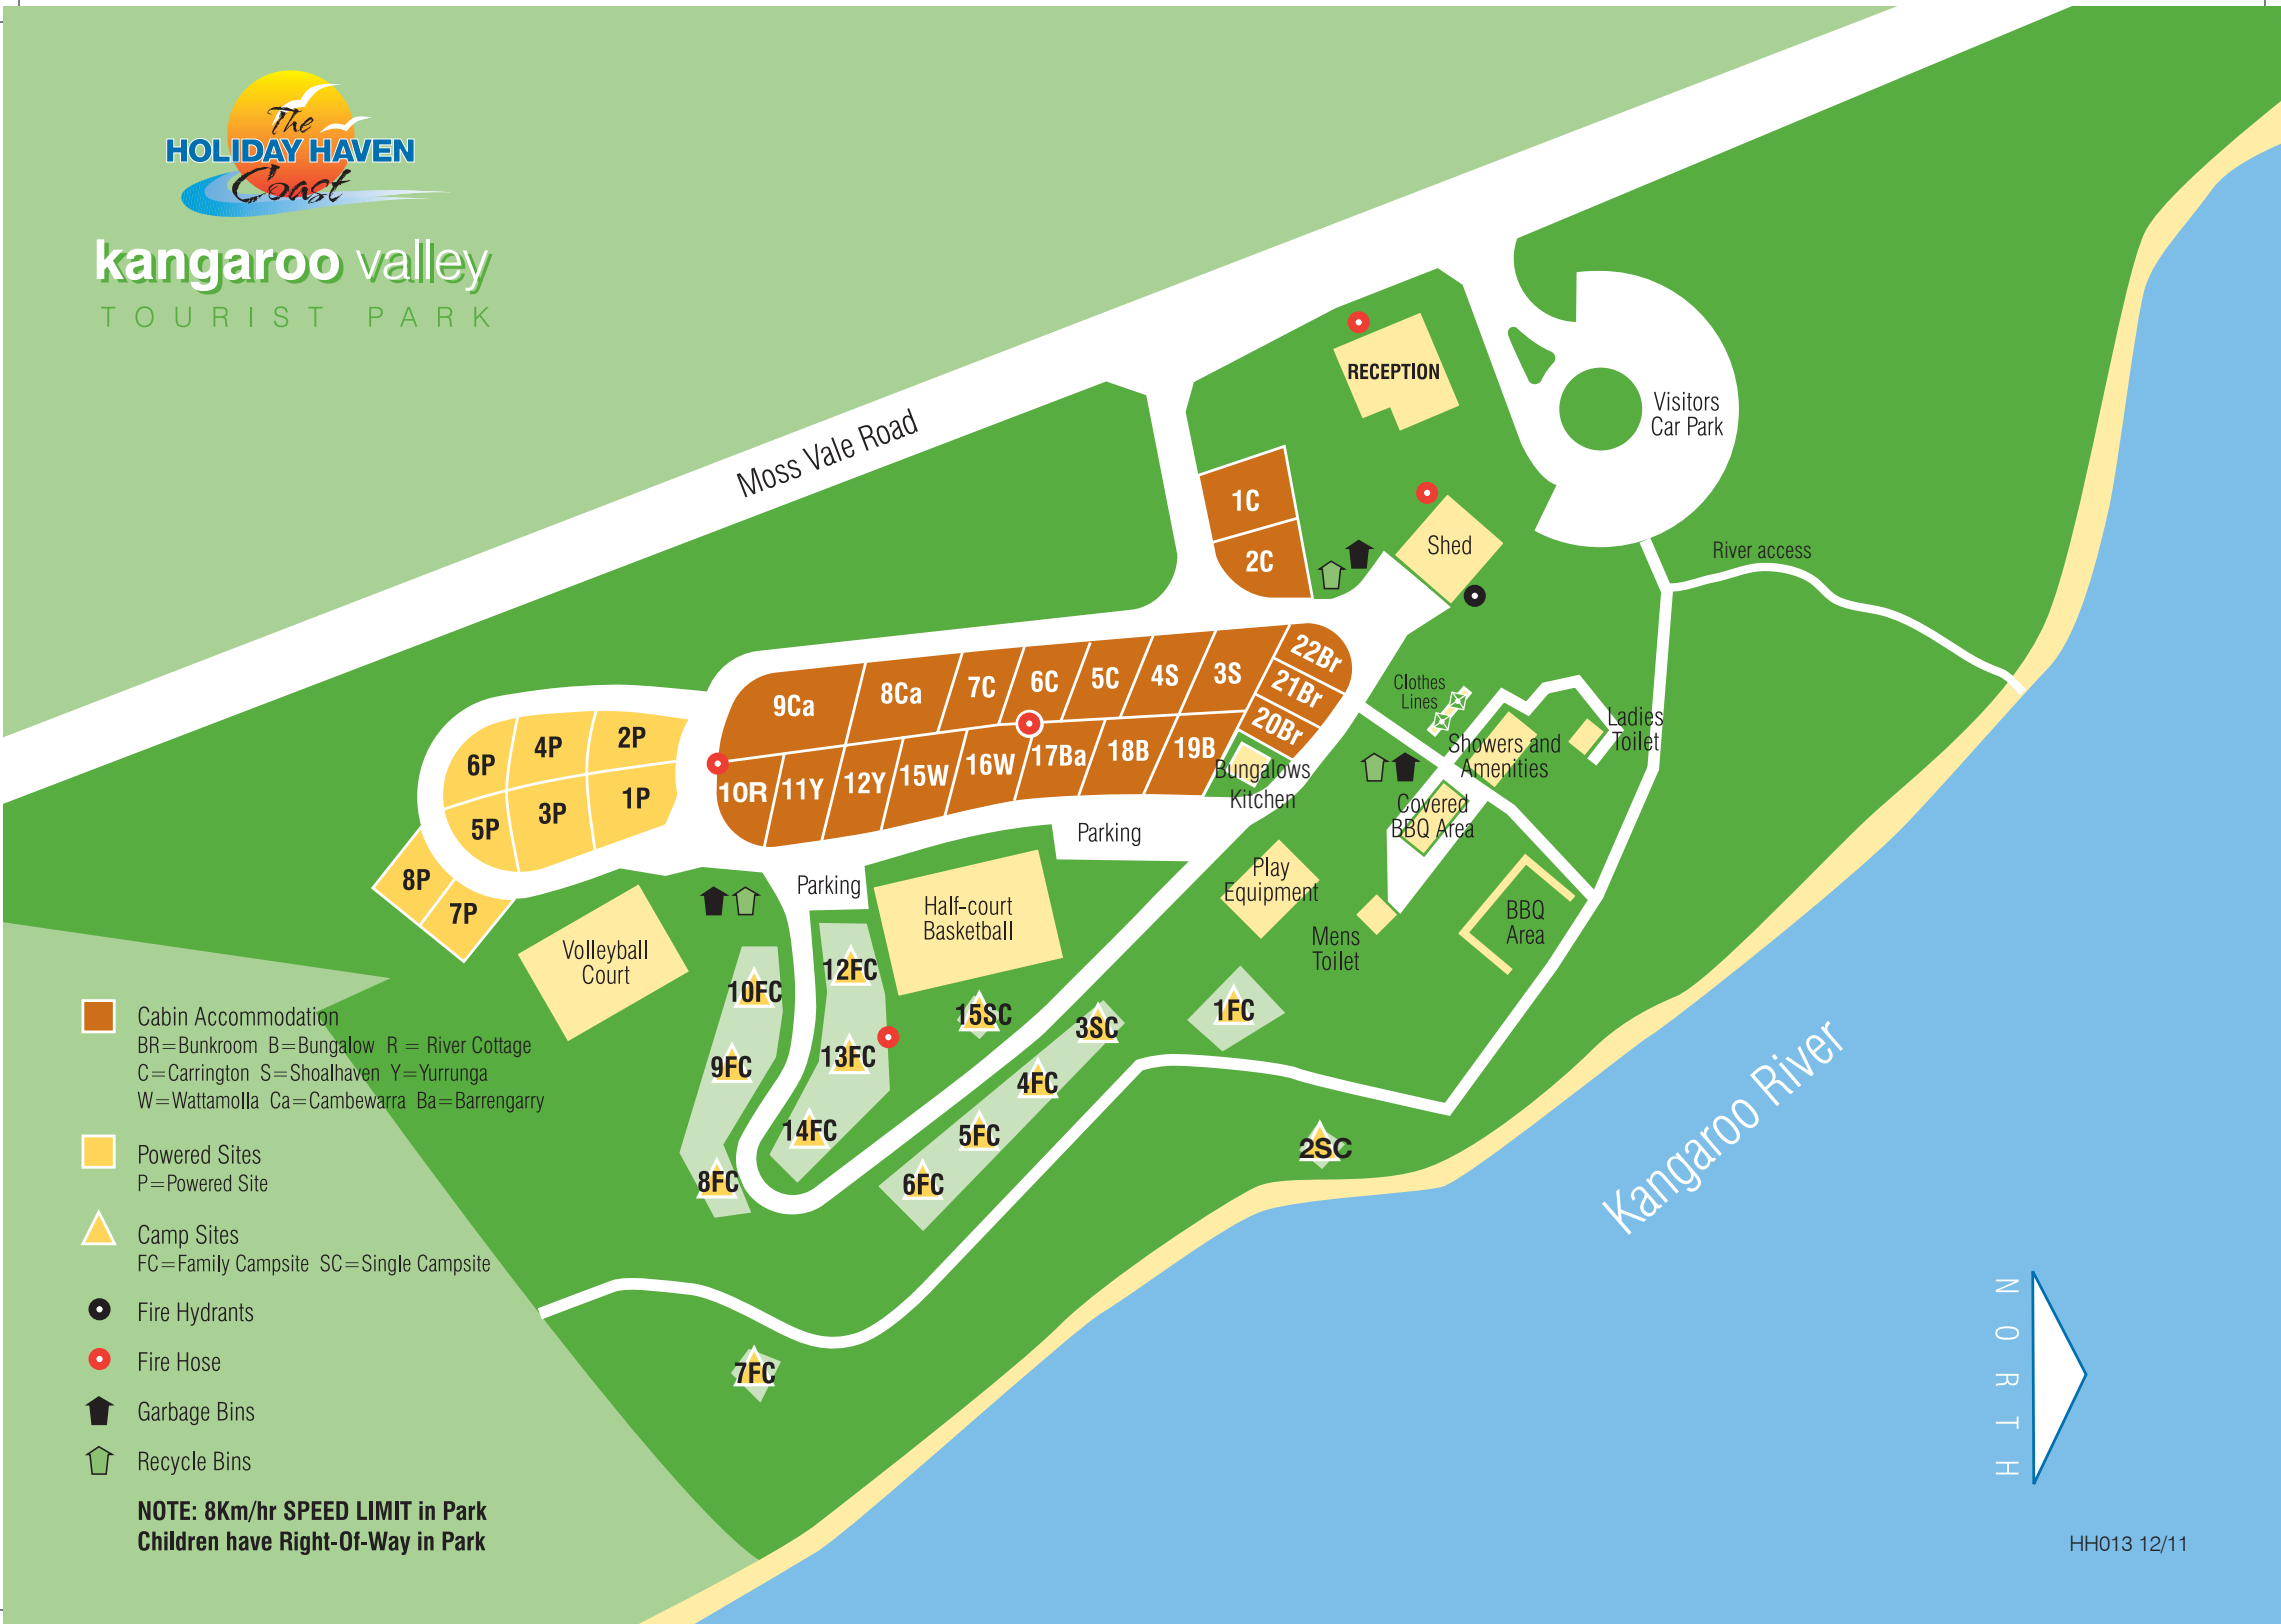 The
HOLIDAY HAVEN
Coast
kangaroo valley
TOURIST PARK
Moss Vale Road
RECEPTION
Visitors
Car Park
1C
2C
Shed
River access
22Br
21Br
20Br
3S
4S
5C
6C
7C
8Ca
9Ca
10R
11Y
12Y
15W
16W
17Ba
18B
19B
Bungalows
Kitchen
Clothes
Lines
Ladies
Toilet
Showers and
Amenities
Covered
BBQ Area
2P
4P
6P
1P
3P
5P
8P
7P
Parking
Parking
Play
Equipment
Half-court
Basketball
Volleyball
Court
Mens
Toilet
BBQ
Area
12FC
10FC
15SC
3SC
1FC
13FC
9FC
4FC
14FC
5FC
2SC
8FC
6FC
7FC
Kangaroo River
Cabin Accommodation
BR=Bunkroom B=Bungalow R = River Cottage
C=Carrington S=Shoalhaven Y=Yurrunga
W=Wattamolla Ca=Cambewarra Ba=Barrengarry
Powered Sites
P=Powered Site
Camp Sites
FC=Family Campsite SC=Single Campsite
Fire Hydrants
Fire Hose
Garbage Bins
Recycle Bins
NOTE: 8Km/hr SPEED LIMIT in Park
Children have Right-Of-Way in Park
NORTH
HH013 12/11